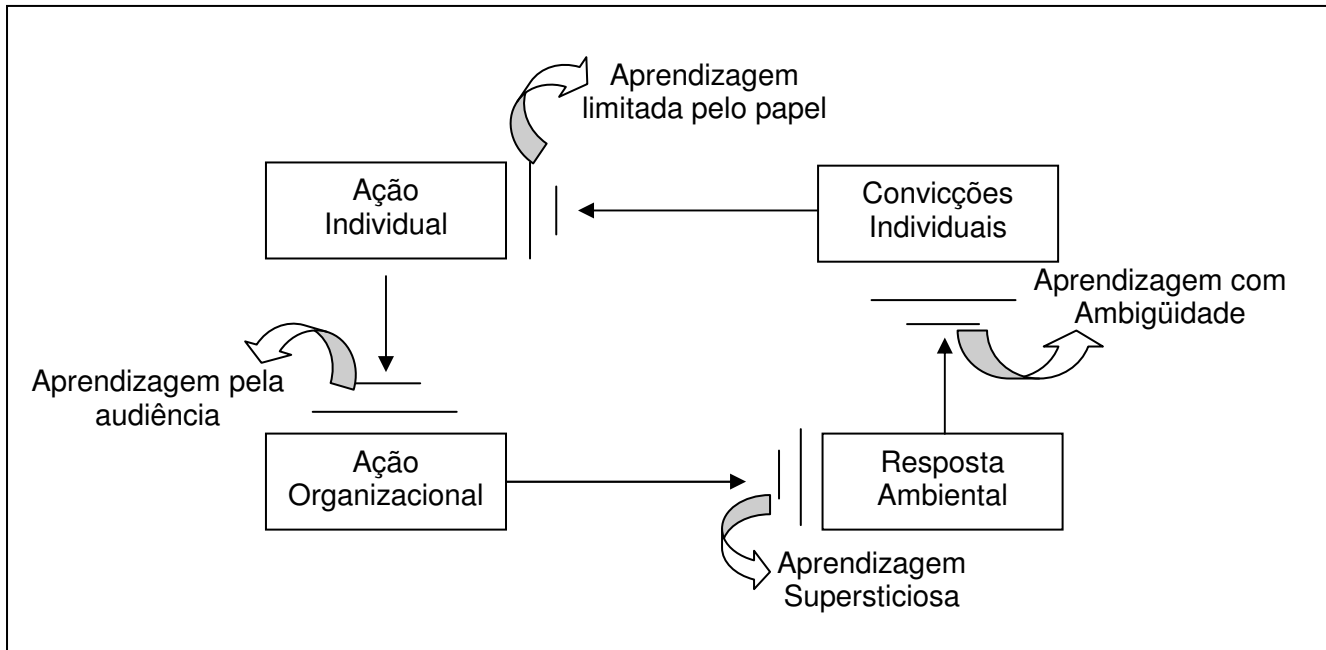 Aprendizagem
limitada pelo papel
Ação
Individual
Convicções
Individuais
Aprendizagem com
Ambigüidade
Aprendizagem pela
audiência
Ação
Organizacional
Resposta
Ambiental
Aprendizagem
Supersticiosa